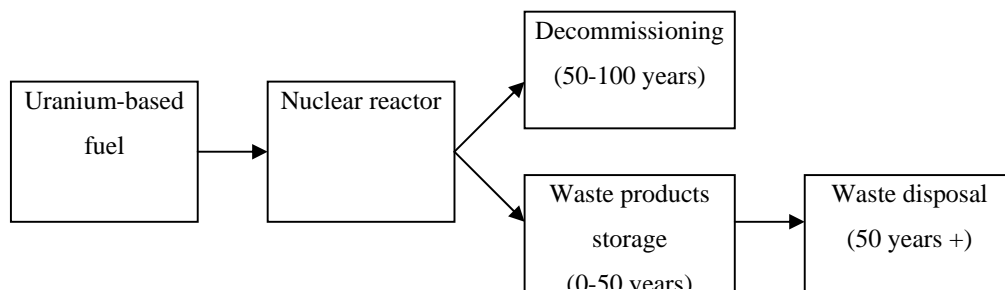 Decommissioning
(50-100 years)
Uranium-based
fuel
Nuclear reactor
Waste products
storage
(0-50 years)
Waste disposal
(50 years +)